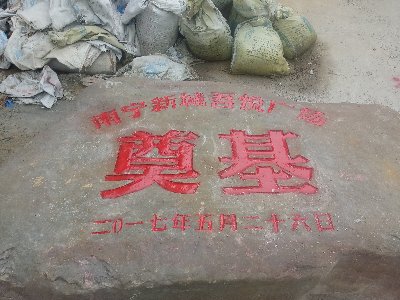 南宁新城吾悦广场
奠基
二〇一七年五月二十六日